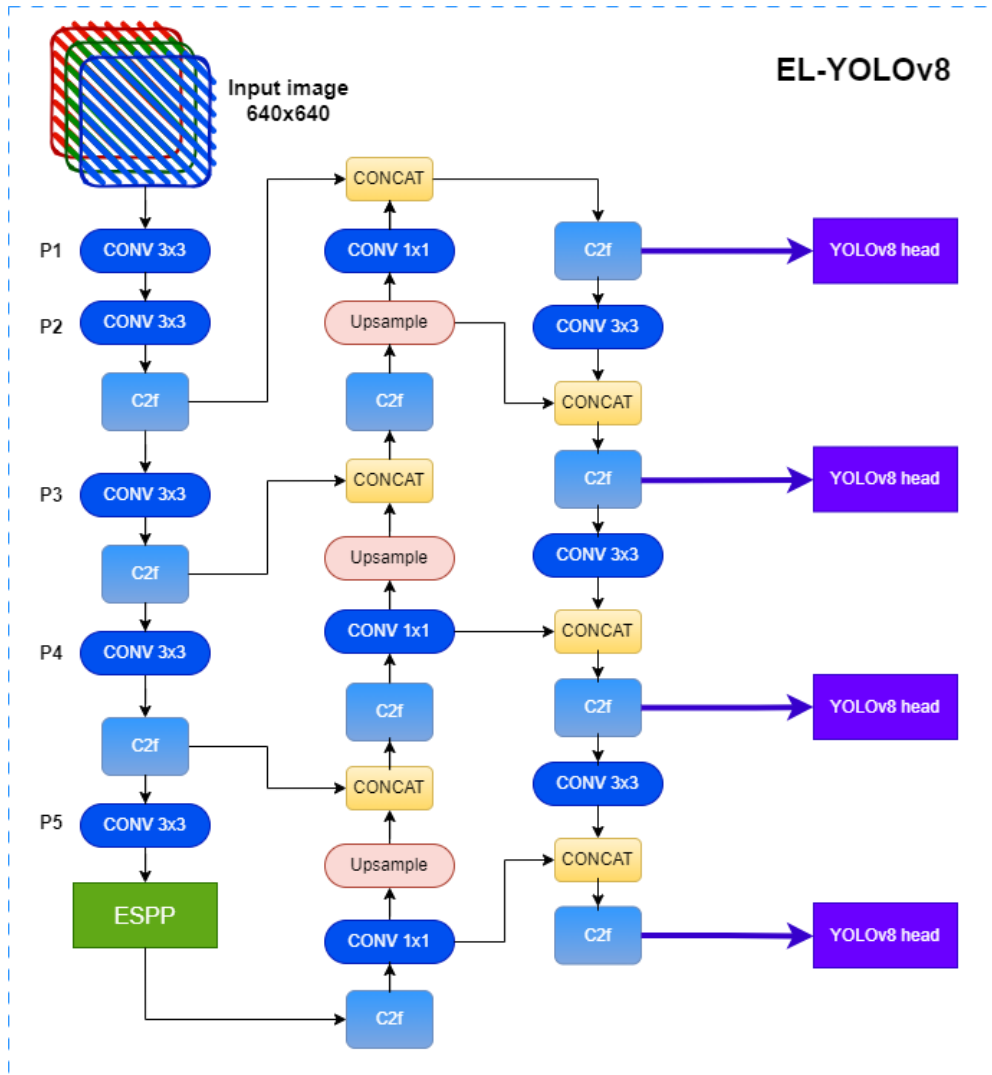 EL-YOLOv8
Input image
640x640
P1
CONV 3x3
P2
CONV 3x3
C2f
P3
CONV 3x3
C2f
P4
CONV 3x3
C2f
P5
CONV 3x3
ESPP
CONCAT
CONV 1x1
Upsample
C2f
CONCAT
Upsample
CONV 1x1
C2f
CONCAT
Upsample
CONV 1x1
C2f
C2f
CONV 3x3
CONCAT
C2f
CONV 3x3
CONCAT
C2f
CONV 3x3
CONCAT
C2f
YOLOv8 head
YOLOv8 head
YOLOv8 head
YOLOv8 head